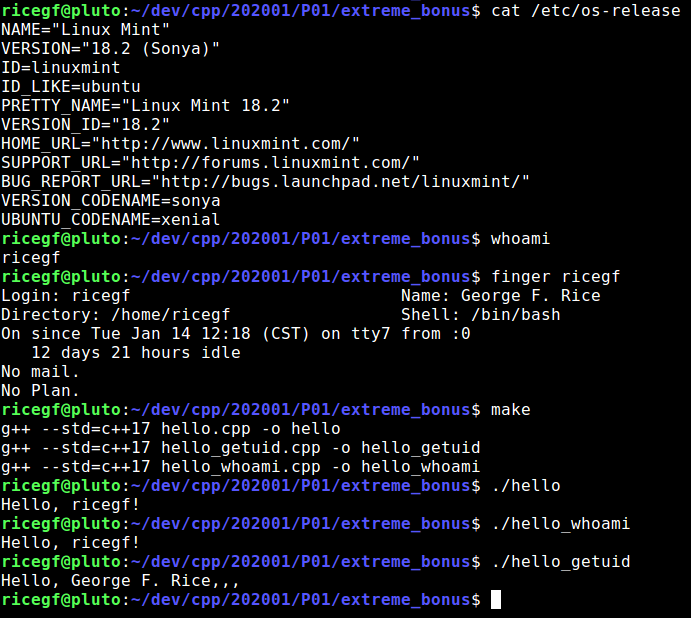 ricegf@pluto:~/dev/cpp/202001/P01/extreme_bonus$ cat /etc/os-release
NAME="Linux Mint"
VERSION="18.2 (Sonya)"
ID=linuxmint
ID_LIKE=ubuntu
PRETTY_NAME="Linux Mint 18.2"
VERSION_ID="18.2"
HOME_URL="http://www.linuxmint.com/"
SUPPORT_URL="http://forums.linuxmint.com/"
BUG_REPORT_URL="http://bugs.launchpad.net/linuxmint/"
VERSION_CODENAME=sonya
UBUNTU_CODENAME=xenial
ricegf@pluto:~/dev/cpp/202001/P01/extreme_bonus$ whoami
ricegf
ricegf@pluto:~/dev/cpp/202001/P01/extreme_bonus$ finger ricegf
Login: ricegf                           Name: George F. Rice
Directory: /home/ricegf                 Shell: /bin/bash
On since Tue Jan 14 12:18 (CST) on tty7 from :0
   12 days 21 hours idle
No mail.
No Plan.
ricegf@pluto:~/dev/cpp/202001/P01/extreme_bonus$ make
g++ --std=c++17 hello.cpp -o hello
g++ --std=c++17 hello_getuid.cpp -o hello_getuid
g++ --std=c++17 hello_whoami.cpp -o hello_whoami
ricegf@pluto:~/dev/cpp/202001/P01/extreme_bonus$ ./hello
Hello, ricegf!
ricegf@pluto:~/dev/cpp/202001/P01/extreme_bonus$ ./hello_whoami
Hello, ricegf!
ricegf@pluto:~/dev/cpp/202001/P01/extreme_bonus$ ./hello_getuid
Hello, George F. Rice,,,
ricegf@pluto:~/dev/cpp/202001/P01/extreme_bonus$